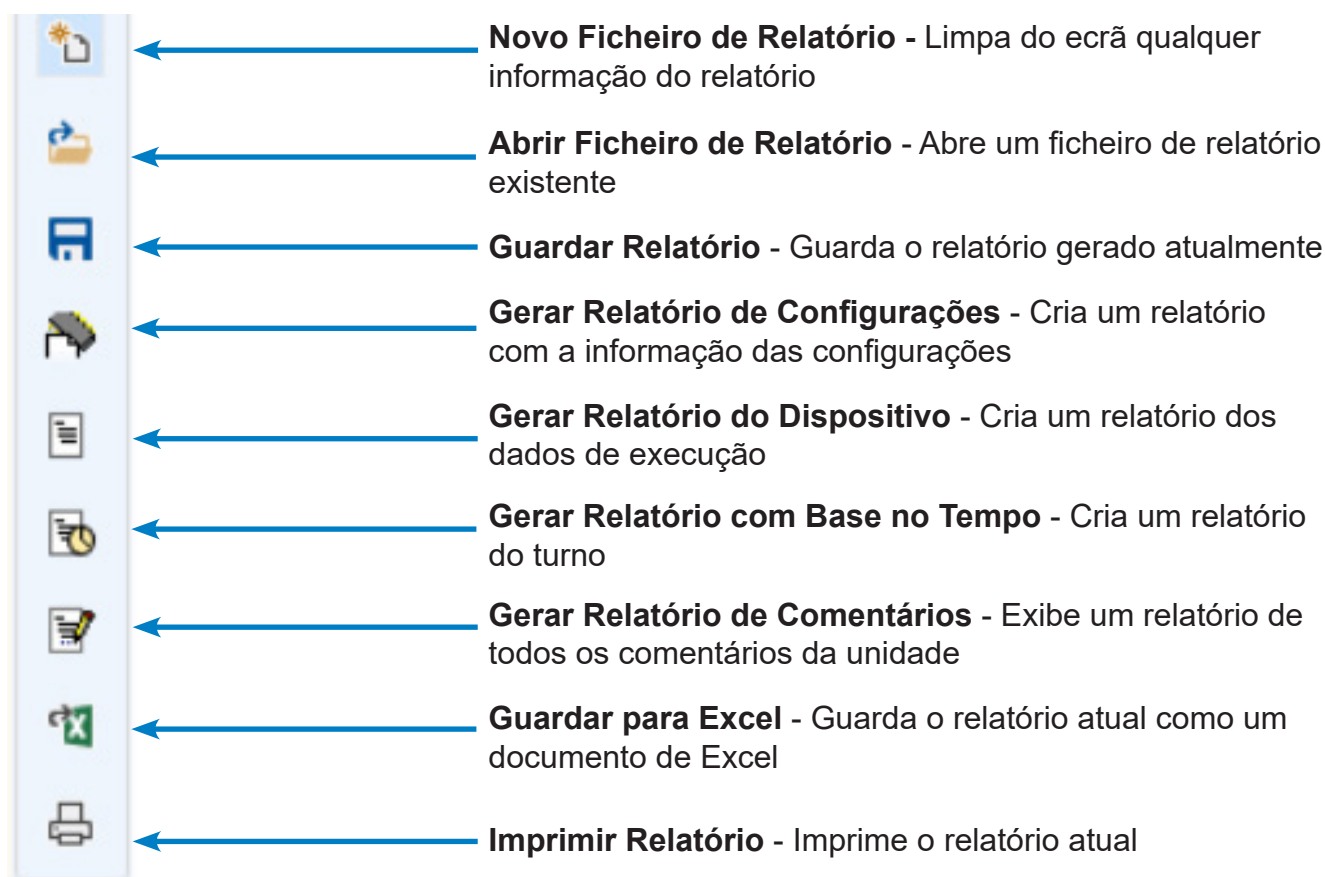 Novo Ficheiro de Relatório - Limpa do ecrã qualquer
informação do relatório
Abrir Ficheiro de Relatório - Abre um ficheiro de relatório
existente
Guardar Relatório - Guarda o relatório gerado atualmente
Gerar Relatório de Configurações - Cria um relatório
com a informação das configurações
Gerar Relatório do Dispositivo - Cria um relatório dos
dados de execução
Gerar Relatório com Base no Tempo - Cria um relatório
do turno
Gerar Relatório de Comentários - Exibe um relatório de
todos os comentários da unidade
Guardar para Excel - Guarda o relatório atual como um
documento de Excel
Imprimir Relatório - Imprime o relatório atual